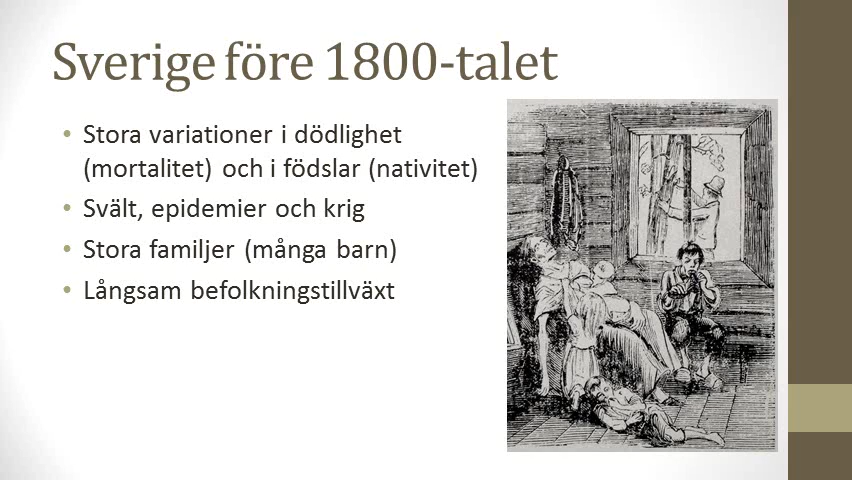 Sverige före 1800-talet
• Stora variationer i dödlighet
(mortalitet) och i födslar (nativitet)
• Svält, epidemier och krig
• Stora familjer (många barn)
• Långsam befolkningstillväxt